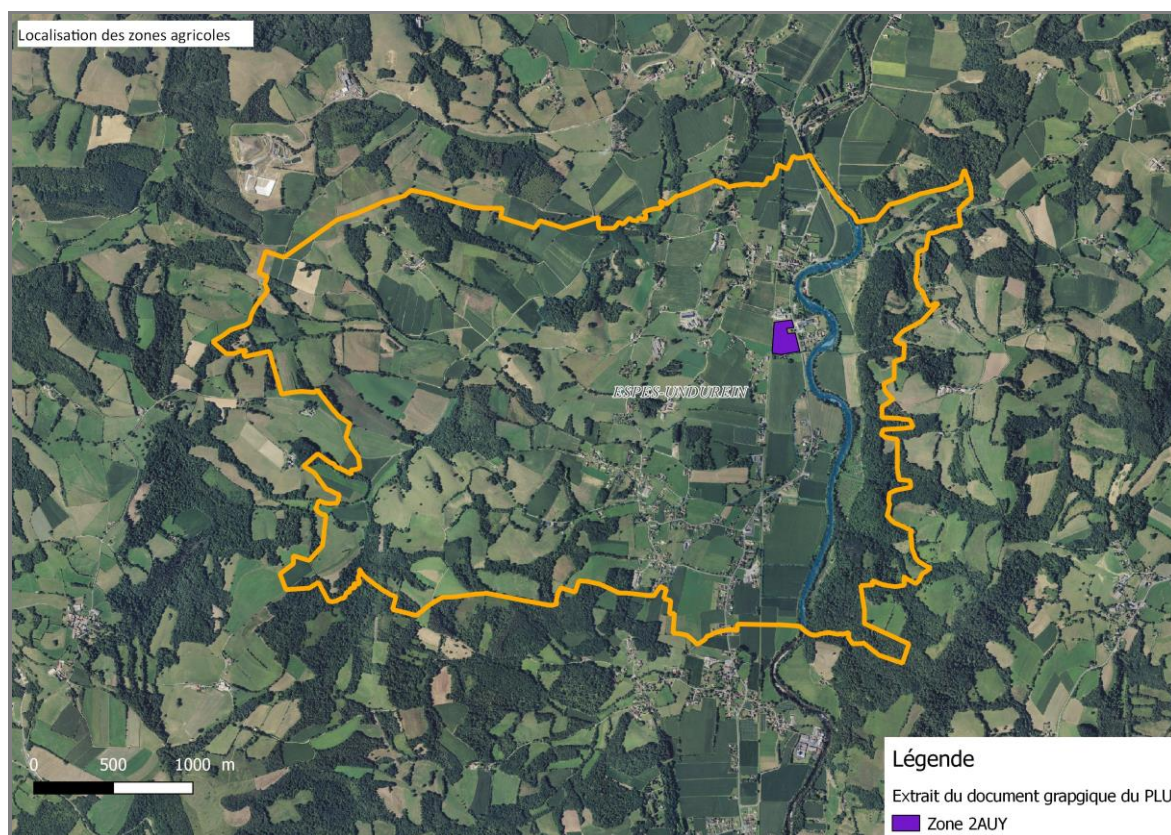 Localisation des zones agricoles
ESPES-UNDUREIN
0 500 1000 m
Légende
Extrait du document grapgique du PLU
Zone 2AUY